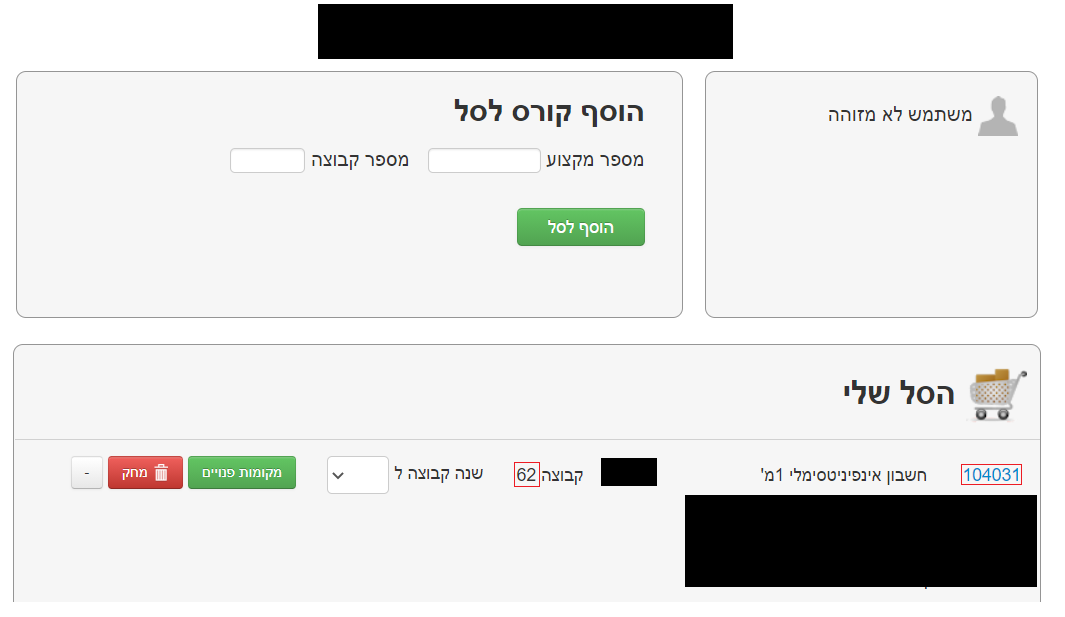 משתמש לא מזוהה
הוסף קורס לסל
מספר מקצוע מספר קבוצה
הוסף לסל
הסל שלי
104031 חשבון אינפיניטסימלי 1מ' קבוצה 62 שנה קבוצה ל מקומות פנויים מחק -